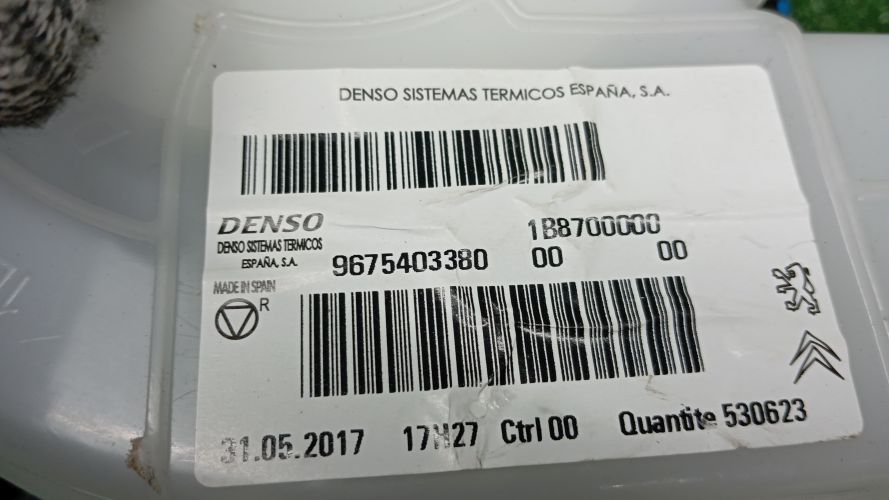 DENSO SISTEMAS TERMICOS ESPAÑA, S.A.
DENSO
DENSO SISTEMAS TERMICOS
ESPAÑA, S.A.
1B8700000
9675403380 00 00
MADE IN SPAIN
R
31.05.2017 17H27 Ctrl 00 Quantite 530623